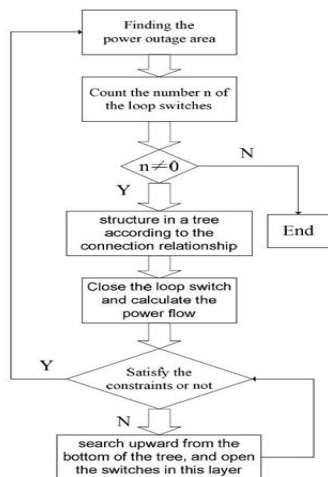 Finding the
power outage area
Count the number n of
the loop switches
n≠0
N
Y
structure in a tree
according to the
connection relationship
End
Close the loop switch
and calculate the
power flow
Y
Satisfy the
constraints or not
N
search upward from the
bottom of the tree, and open
the switches in this layer